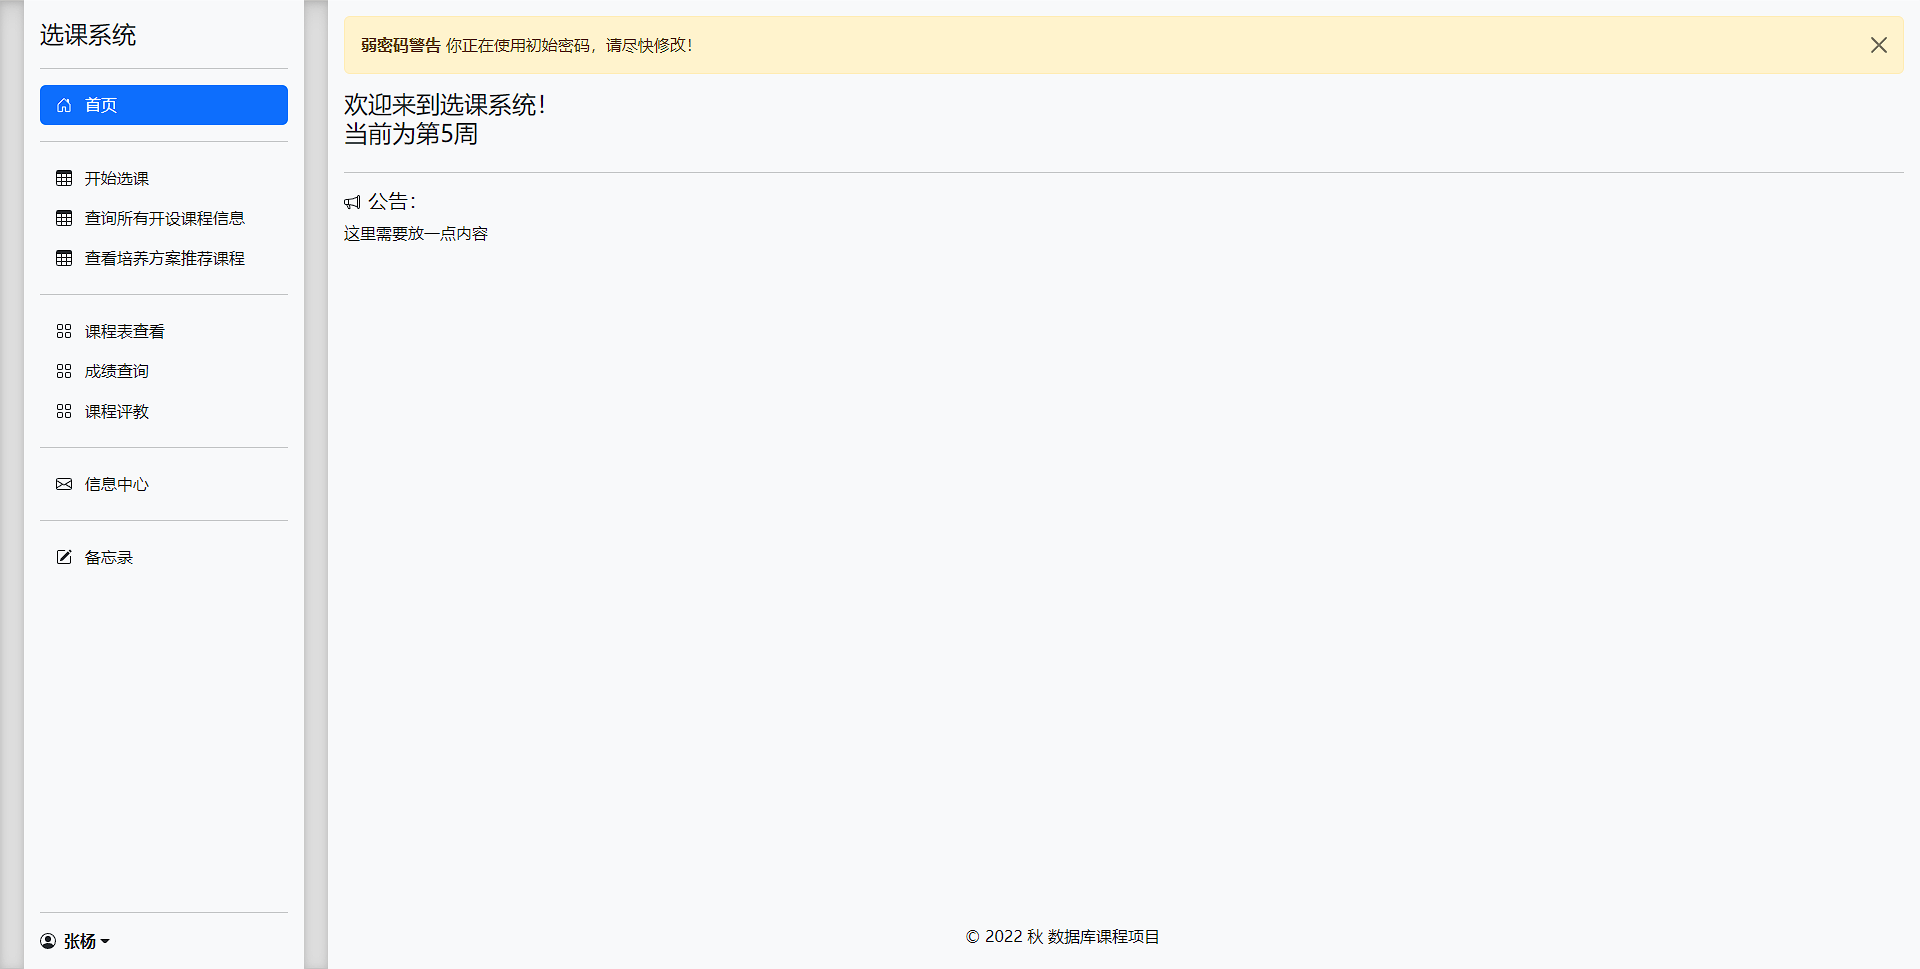 选课系统
首页
开始选课
查询所有开设课程信息
查看培养方案推荐课程
课程表查看
成绩查询
课程评教
信息中心
备忘录
张杨
弱密码警告 你正在使用初始密码，请尽快修改！
欢迎来到选课系统！
当前为第5周
公告：
这里需要放一点内容
© 2022 秋 数据库课程项目